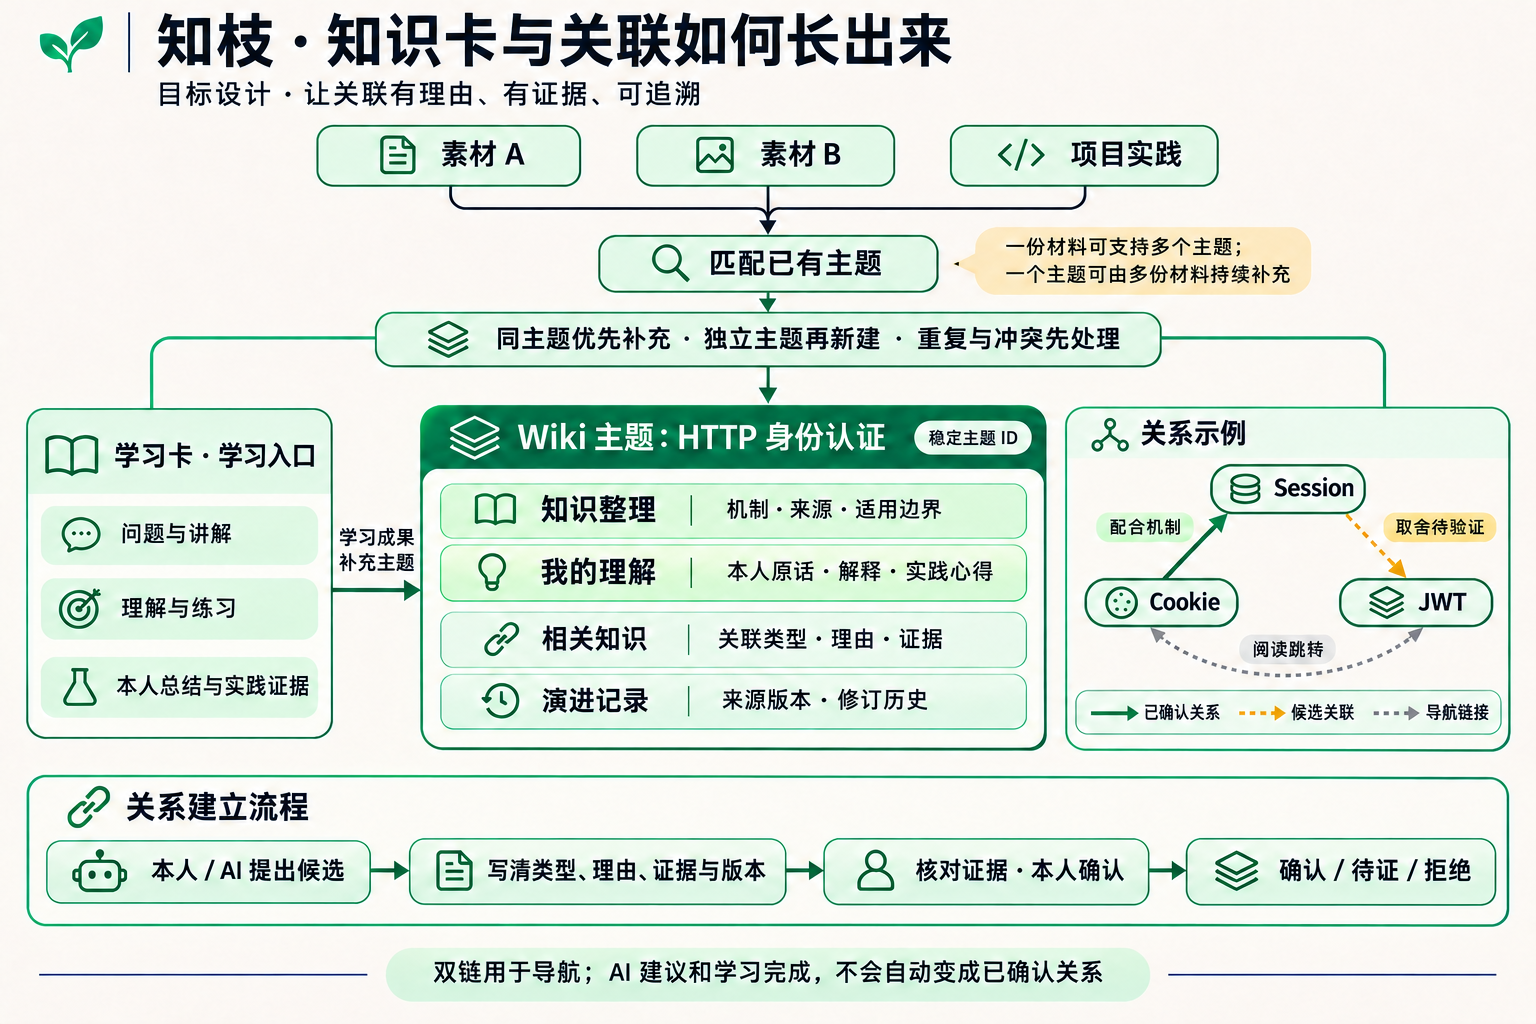 知枝·知识卡与关联如何长出来
目标设计·让关联有理由、有证据、可追溯
素材 A
素材 B
</>
项目实践
匹配已有主题
一份材料可支持多个主题；
一个主题可由多份材料持续补充
同主题优先补充 · 独立主题再新建 · 重复与冲突先处理
学习卡·学习入口
问题与讲解
理解与练习
本人总结与实践证据
学习成果
补充主题
Wiki 主题：HTTP 身份认证
稳定主题 ID
知识整理
机制·来源·适用边界
我的理解
本人原话·解释·实践心得
相关知识
关联类型·理由·证据
演进记录
来源版本·修订历史
关系示例
Session
配合机制
取舍待验证
Cookie
JWT
阅读跳转
已确认关系
候选关联
导航链接
关系建立流程
本人 / AI 提出候选
写清类型、理由、证据与版本
核对证据·本人确认
确认 / 待证 / 拒绝
双链用于导航；AI 建议和学习完成，不会自动变成已确认关系